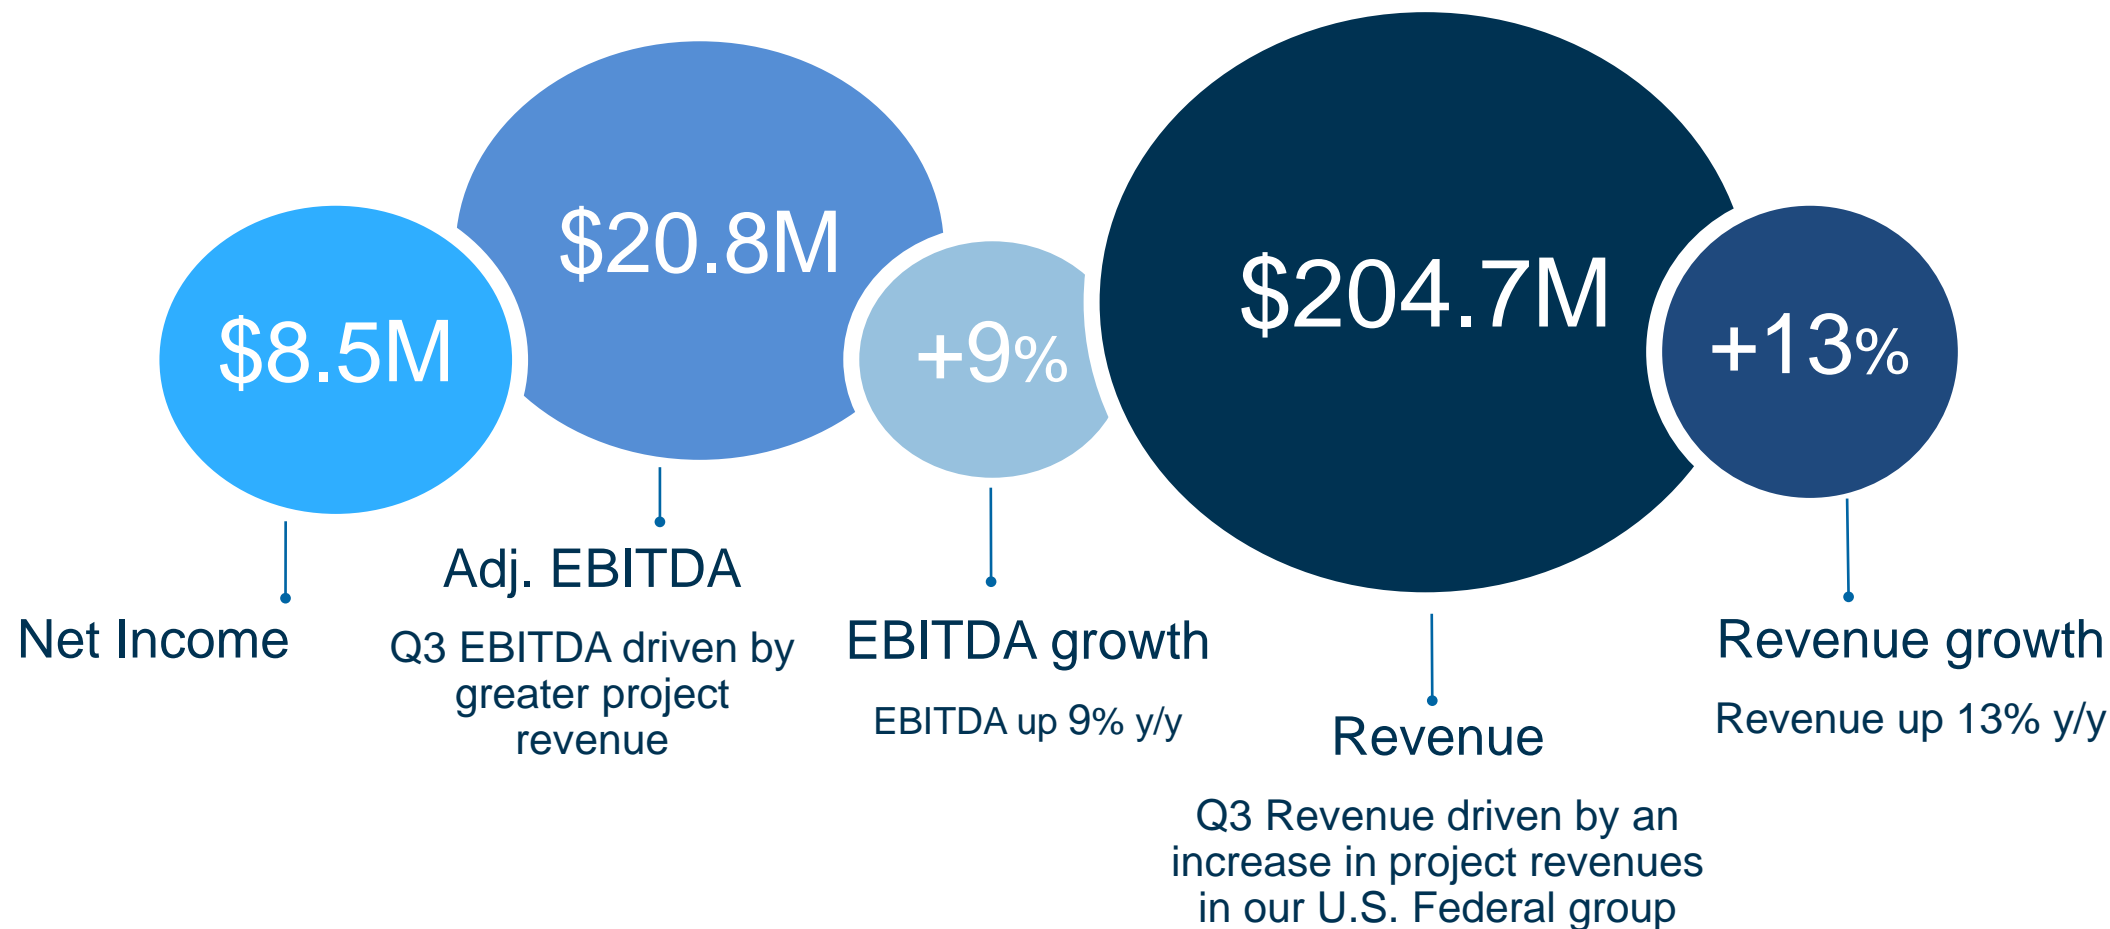 $8.5M
Net Income
$20.8M
Adj. EBITDA
Q3 EBITDA driven by
greater project
revenue
+9%
EBITDA growth
EBITDA up 9% y/y
$204.7M
Revenue
Q3 Revenue driven by an
increase in project revenues
in our U.S. Federal group
+13%
Revenue growth
Revenue up 13% y/y